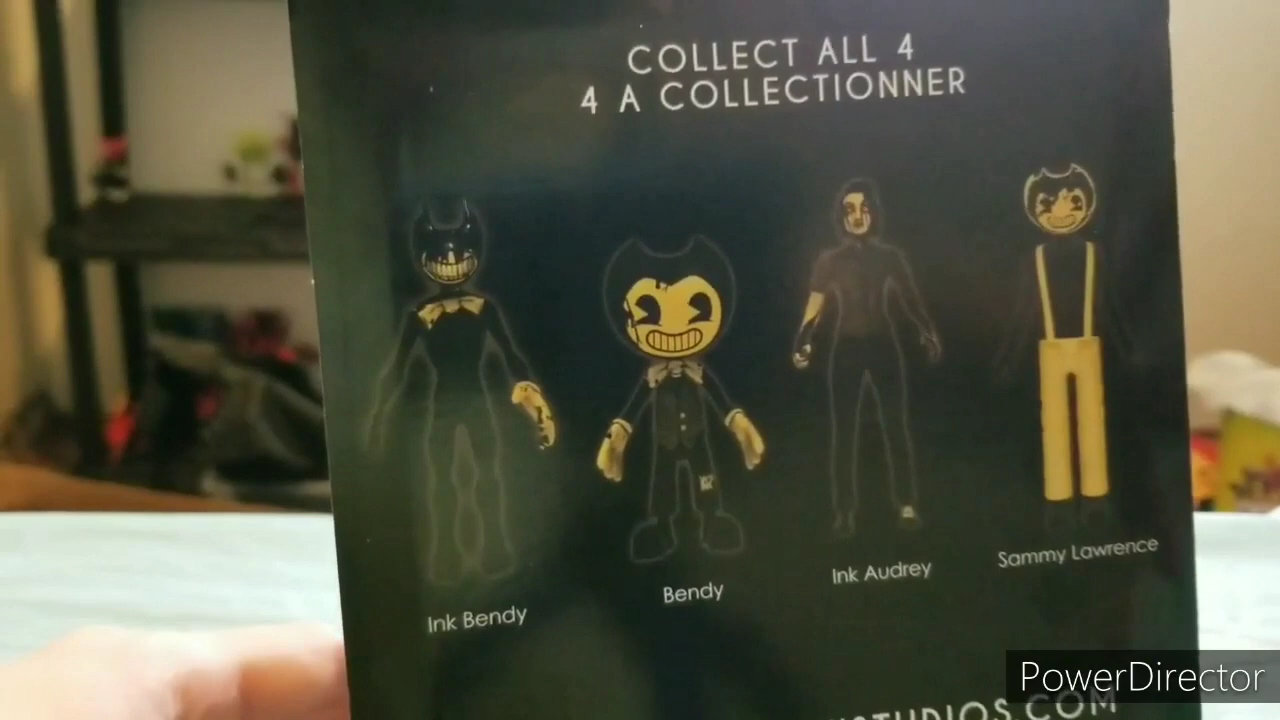 COLLECT ALL 4
4 A COLLECTIONNER
Ink Bendy
Bendy
Ink Audrey
Sammy Lawrence
PowerDirector